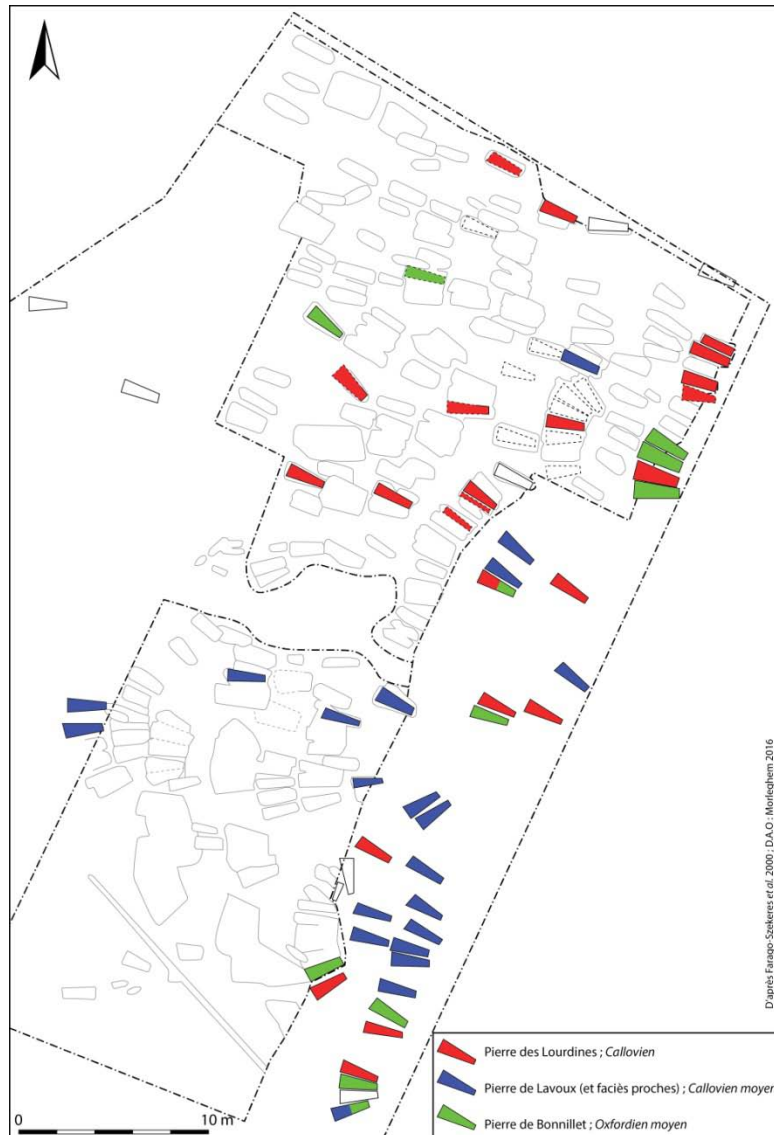 D'après Farago-Szekeres et al. 2000 ; D.A.O : Morleghem 2016
Pierre des Lourdines ; Callovien
Pierre de Lavoux (et faciès proches) ; Callovien moyen
Pierre de Bonnillet ; Oxfordien moyen
0 10 m